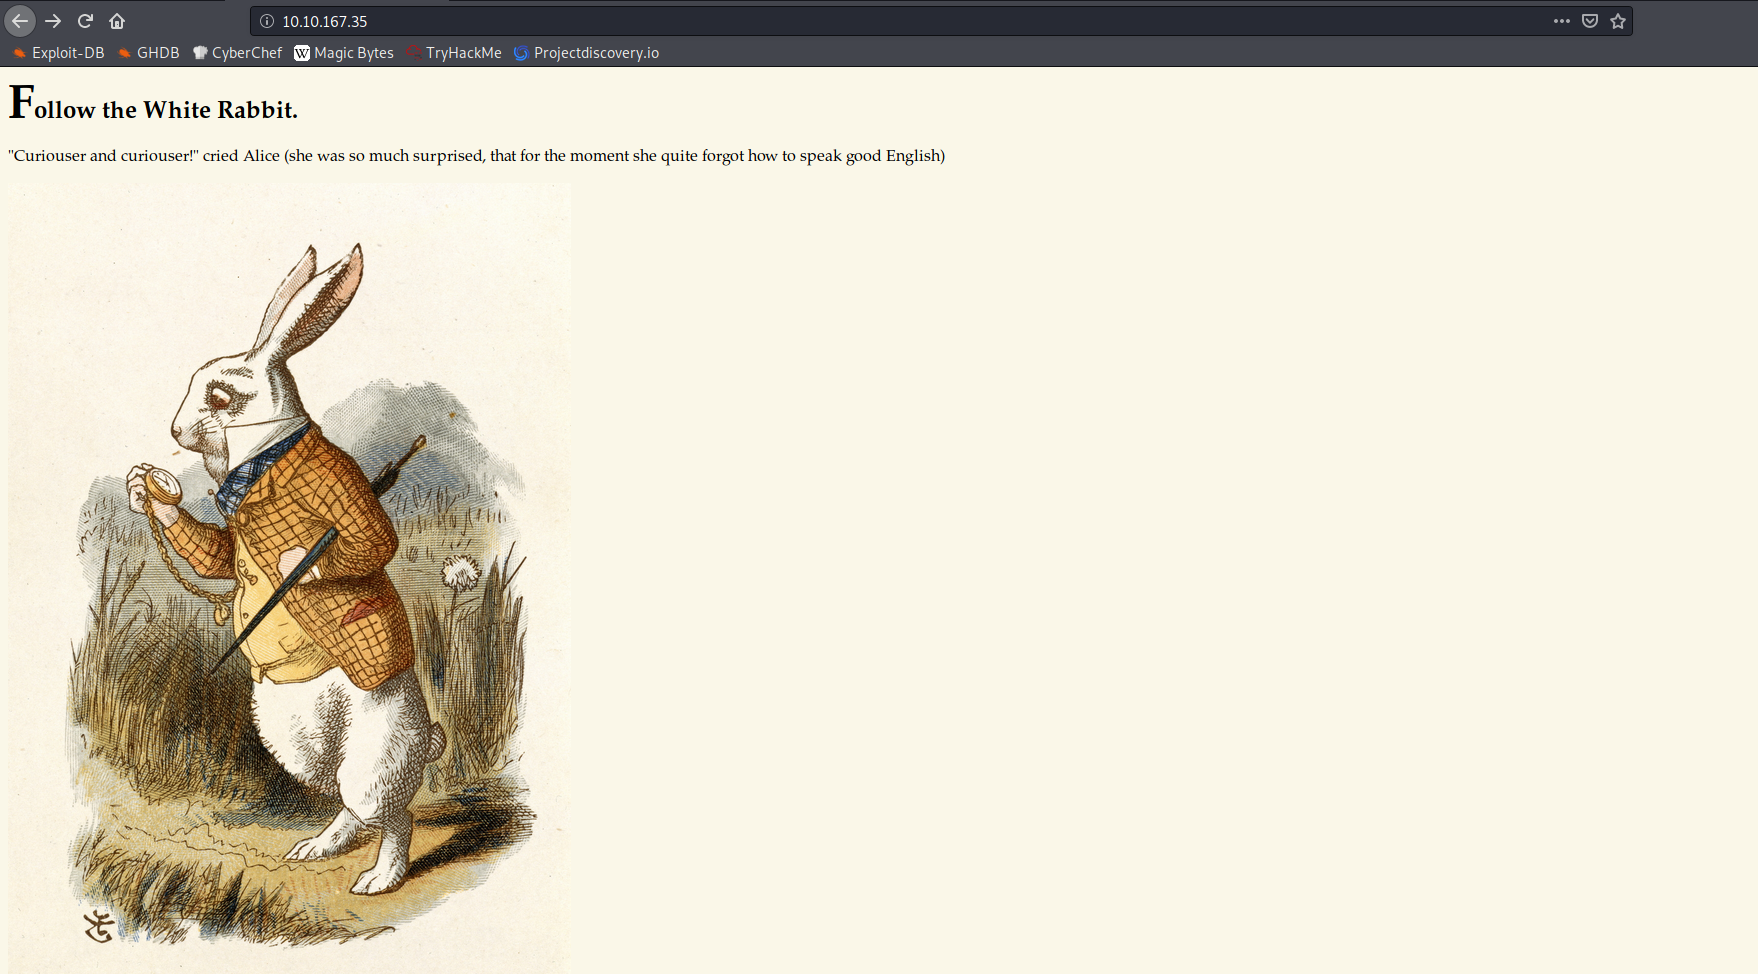 10.10.167.35
Exploit-DB GHDB CyberChef W Magic Bytes TryHackMe Projectdiscovery.io
Follow the White Rabbit.
"Curiouser and curiouser!" cried Alice (she was so much surprised, that for the moment she quite forgot how to speak good English)